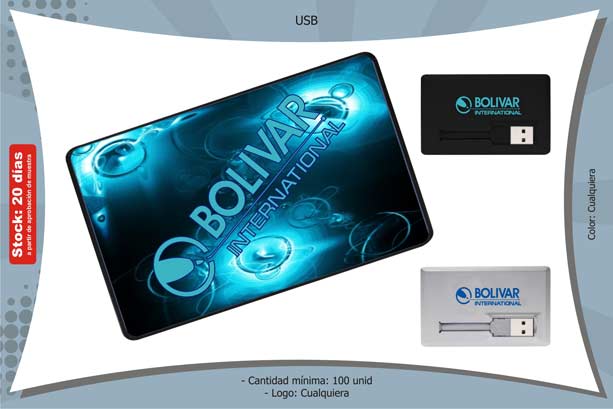 USB
Stock: 20 días
a partir de aprobación de muestra
BOLIVAR
INTERNATIONAL
BOLIVAR
INTERNATIONAL
BOLIVAR
INTERNATIONAL
Color: Cualquiera
- Cantidad mínima: 100 unid
- Logo: Cualquiera